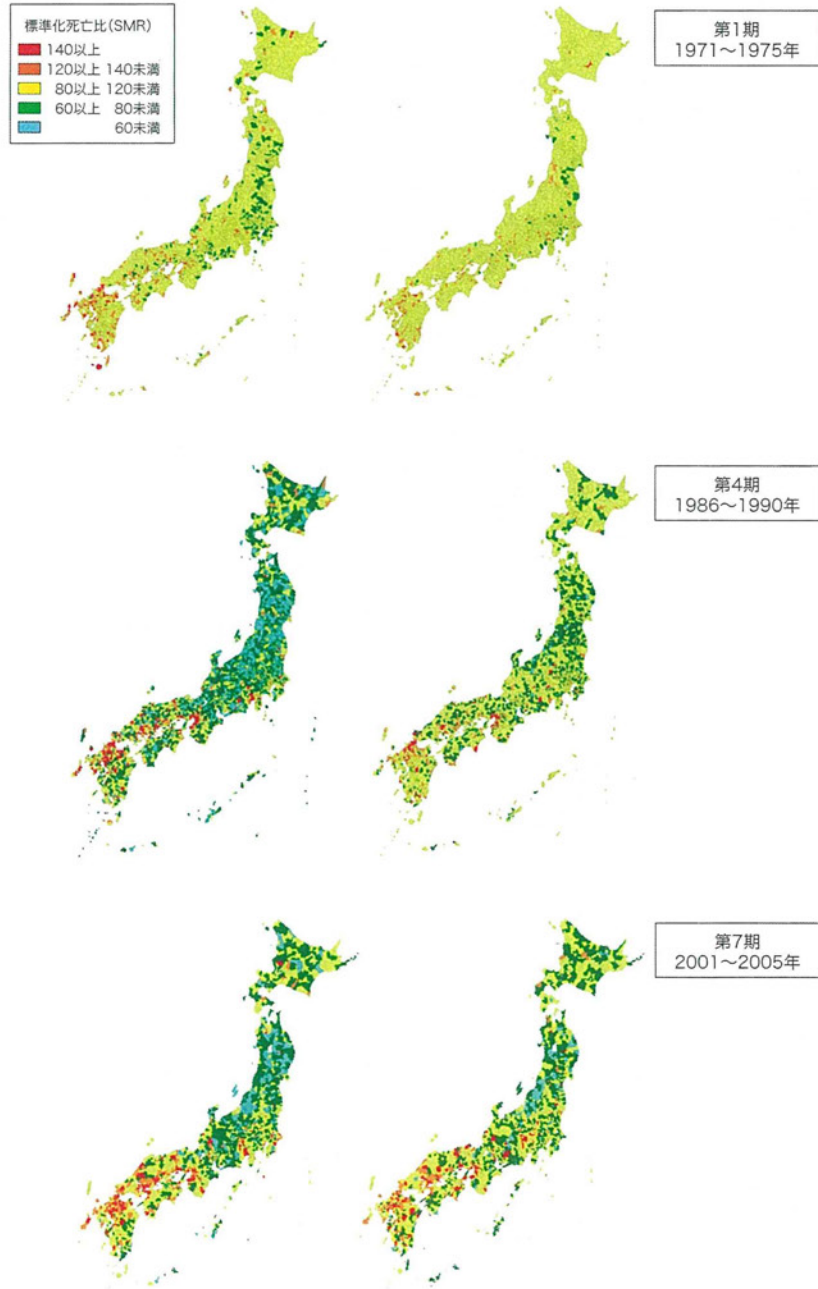 標準化死亡比(SMR)
140以上
120以上 140未満
80以上 120未満
60以上 80未満
60未満
第1期
1971〜1975年
第4期
1986〜1990年
第7期
2001〜2005年